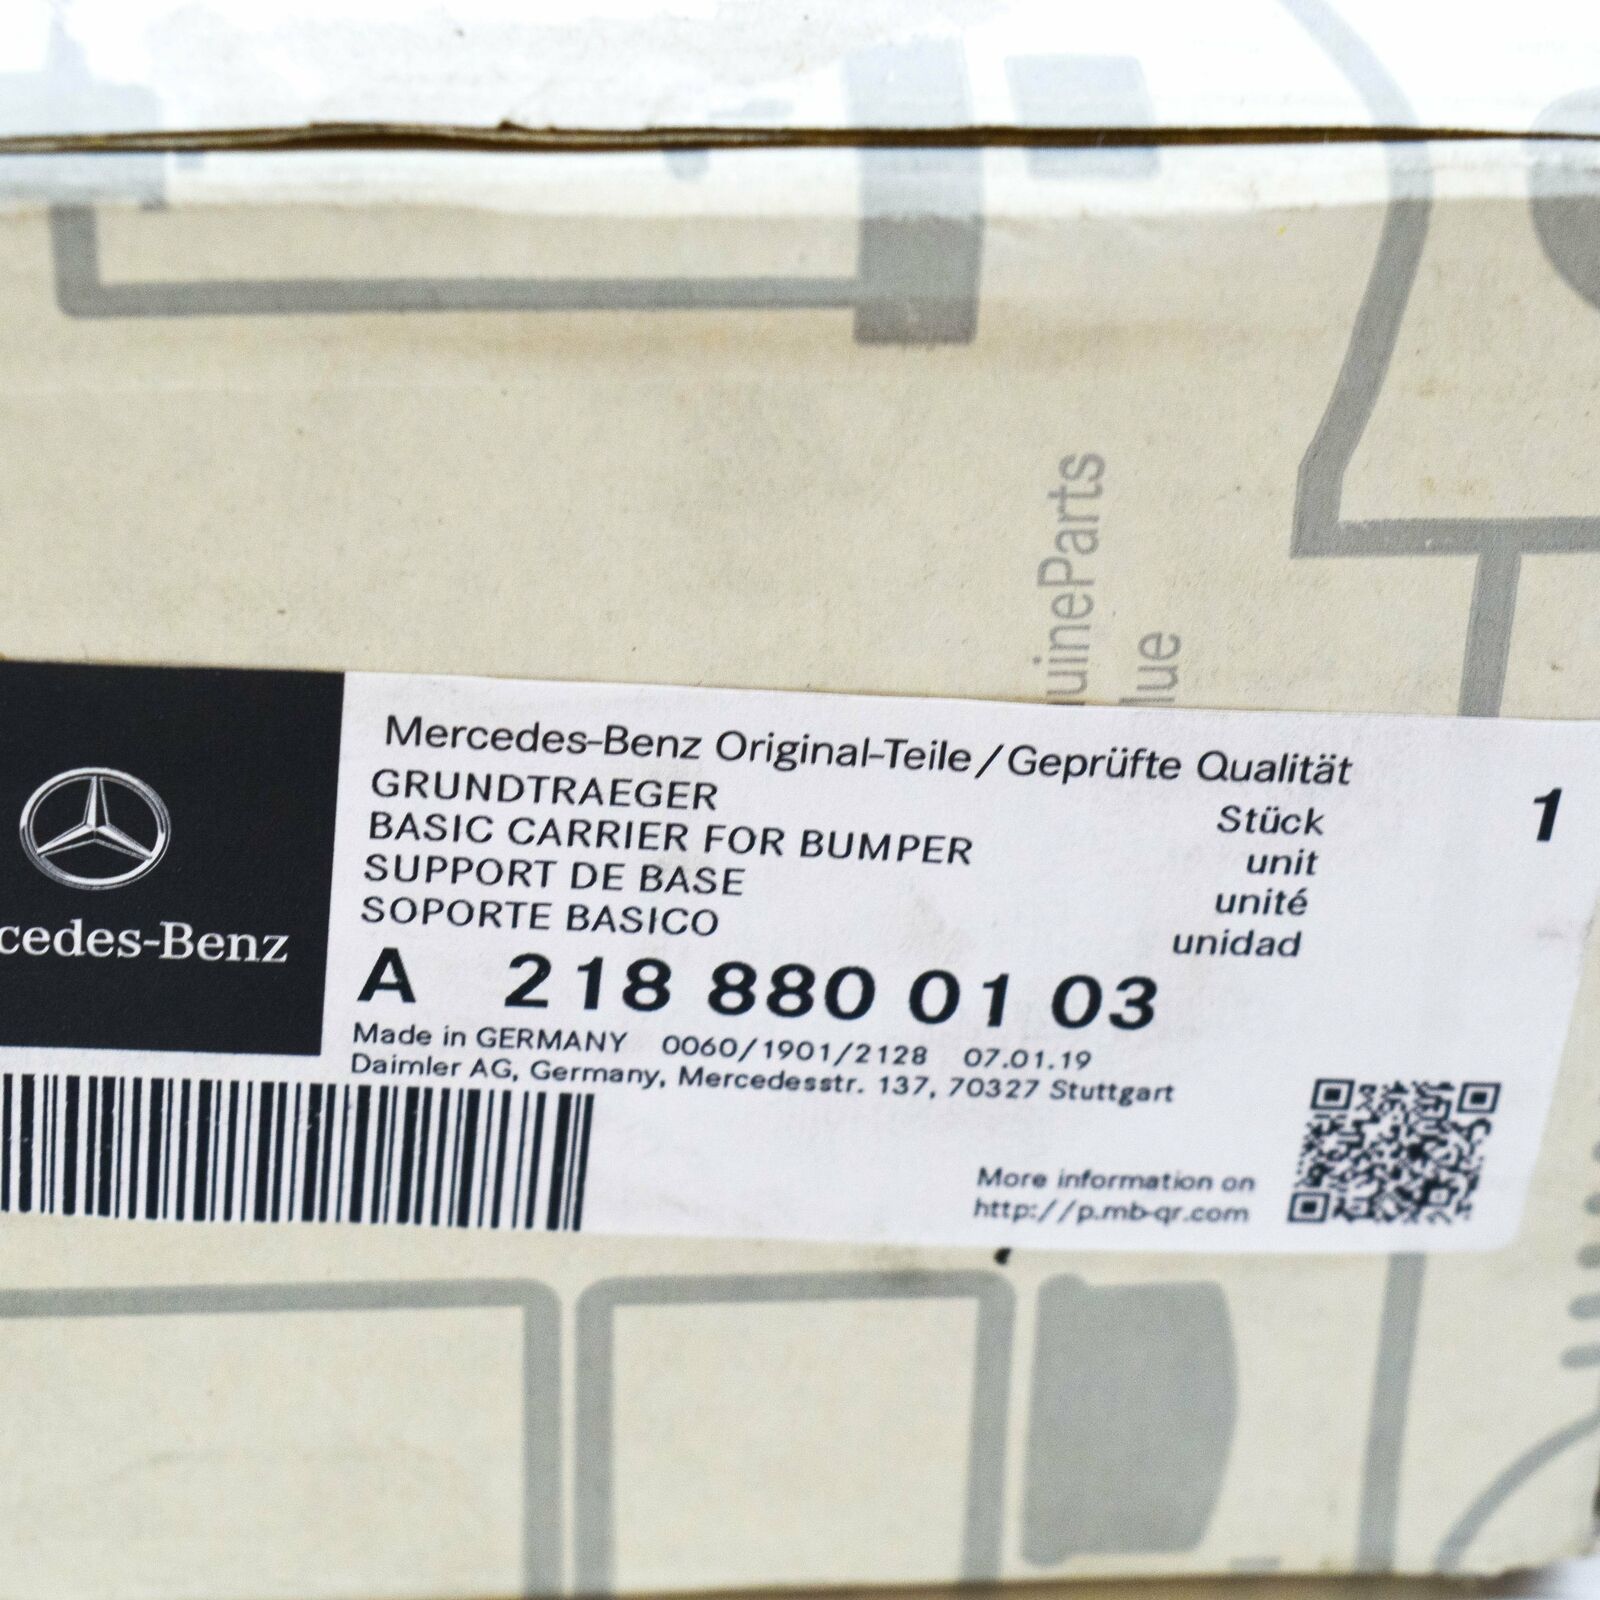 uineParts
lue
cedes-Benz
Mercedes-Benz Original-Teile / Geprüfte Qualität
GRUNDTRAEGER
BASIC CARRIER FOR BUMPER
SUPPORT DE BASE
SOPORTE BASICO
Stück 1
unit
unité
unidad
A 218 880 01 03
Made in GERMANY 0060/1901/2128 07.01.19
Daimler AG, Germany, Mercedesstr. 137, 70327 Stuttgart
More information on
http://p.mb-qr.com